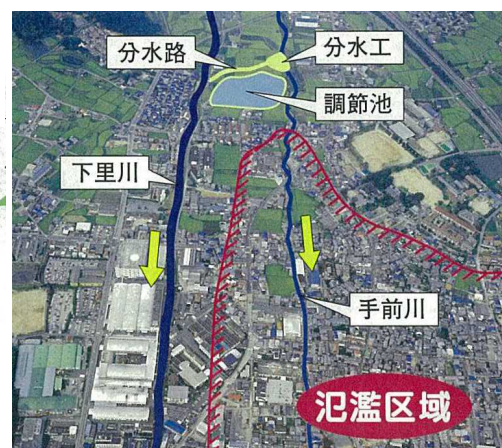 分水路
分水工
調節池
下里川
手前川
氾濫区域